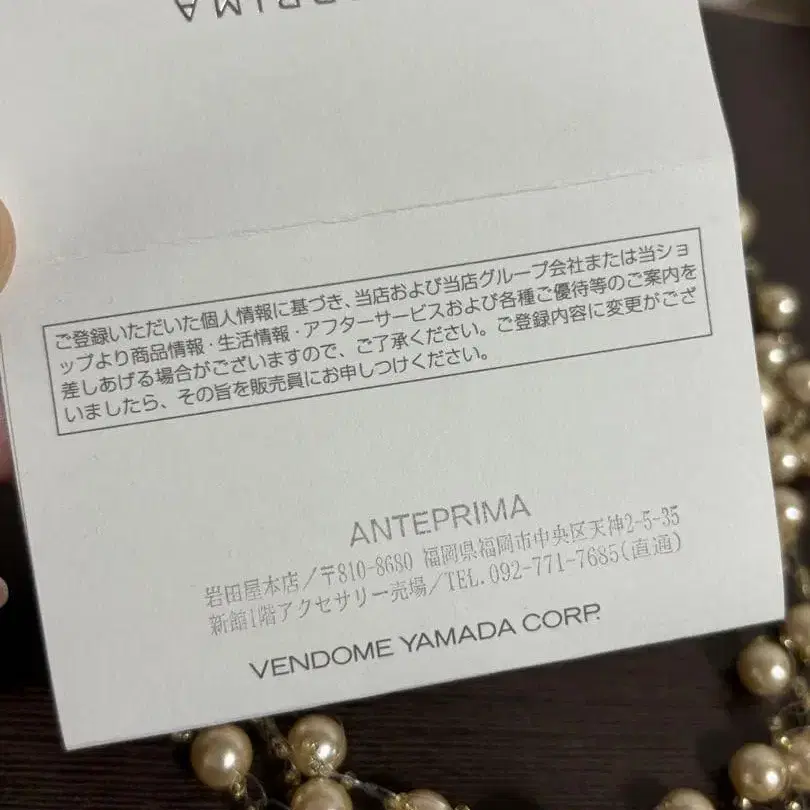 ご登録いただいた個人情報に基づき、当店および当店グループ会社または当ショ
ップより商品情報・生活情報・アフターサービスおよび各種ご優待等のご案内を
差しあげる場合がございますので、ご了承ください。ご登録内容に変更がござ
いましたら、その旨を販売員にお申しつけください。
ANTEPRIMA
岩田屋本店/〒810-8680 福岡県福岡市中央区天神2-5-35
新館1階アクセサリー売場/TEL.092-771-7685(直通)
VENDOME YAMADA CORP.